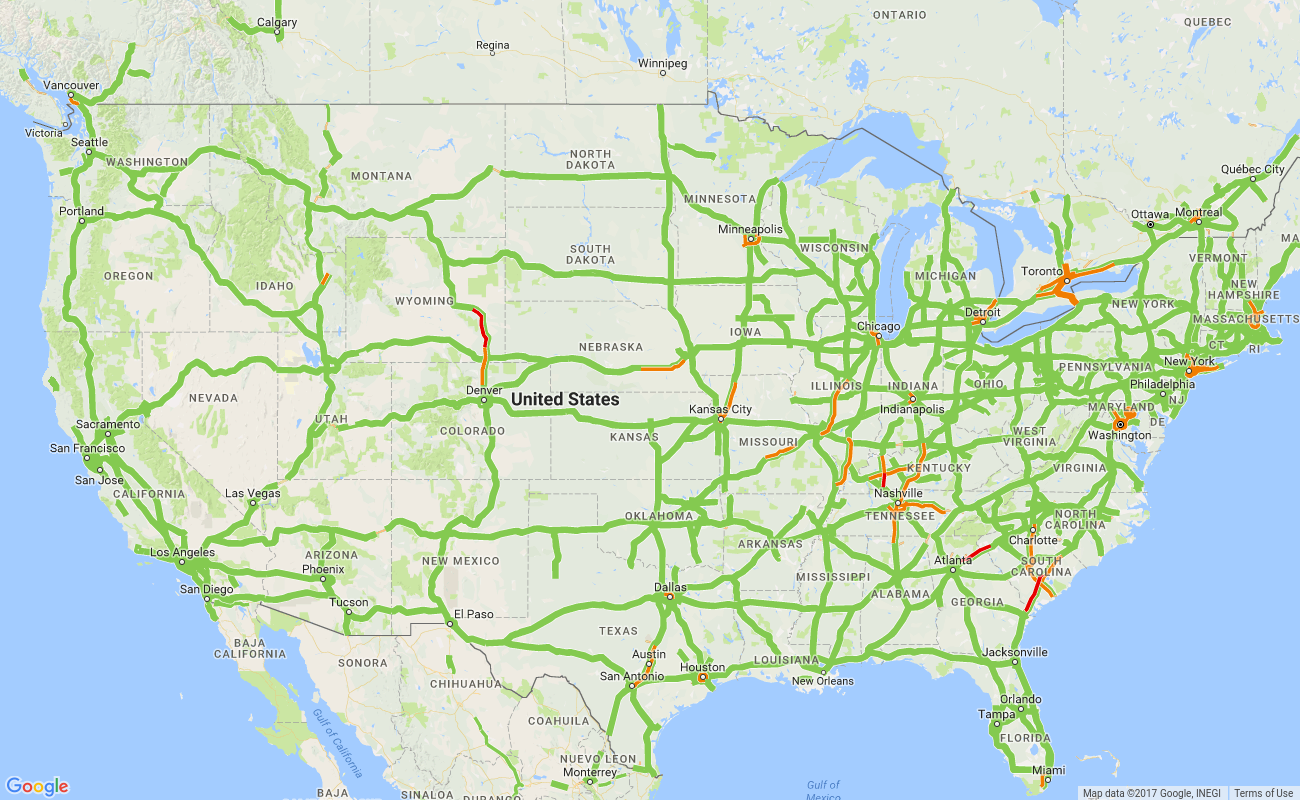 Calgary
Regina
Winnipeg
ONTARIO
QUEBEC
Vancouver
Victoria
Seattle
WASHINGTON
MONTANA
NORTH
DAKOTA
MINNESOTA
Québec City
Ottawa
Montreal
Portland
Minneapolis
WISCONSIN
MICHIGAN
Toronto
VERMONT
MA
OREGON
IDAHO
SOUTH
DAKOTA
WYOMING
NEW YORK
NEW
HAMPSHIRE
MASSACHUSETTS
Detroit
Chicago
IOWA
NEBRASKA
CT
RI
New York
PENNSYLVANIA
Philadelphia
NJ
NEVADA
UTAH
Denver
United States
ILLINOIS
INDIANA
OHIO
Indianapolis
MARYLAND
DE
Washington
Sacramento
San Francisco
San Jose
CALIFORNIA
COLORADO
KANSAS
Kansas City
MISSOURI
WEST
VIRGINIA
VIRGINIA
KENTUCKY
Las Vegas
Nashville
TENNESSEE
NORTH
CAROLINA
Charlotte
OKLAHOMA
ARKANSAS
Los Angeles
ARIZONA
Phoenix
NEW MEXICO
Atlanta
SOUTH
CAROLINA
San Diego
Tucson
El Paso
Dallas
MISSISSIPPI
ALABAMA
GEORGIA
TEXAS
BAJA
CALIFORNIA
SONORA
CHIHUAHUA
Austin
San Antonio
Houston
LOUISIANA
New Orleans
Jacksonville
Orlando
Tampa
FLORIDA
Miami
Gulf of California
COAHUILA
NUEVO LEON
Monterrey
BAJA
SINALOA
DURANGO
Gulf of
Mexico
Google
Map data ©2017 Google, INEGI
Terms of Use